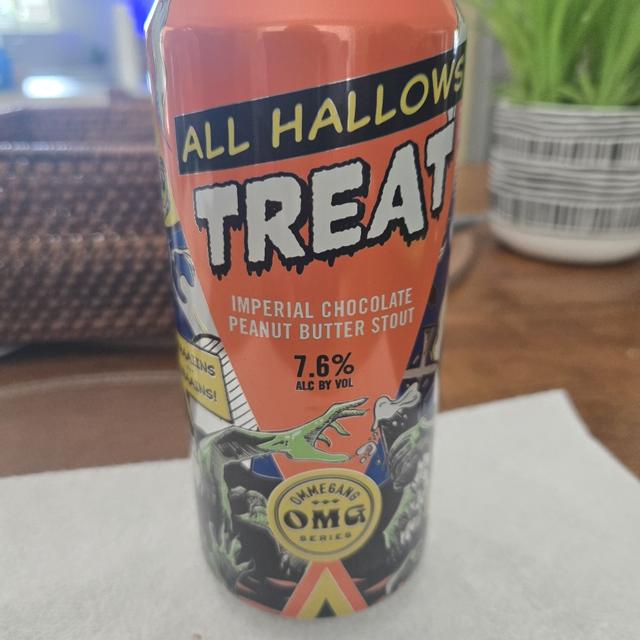 ALL HALLOWS
TREAT
IMPERIAL CHOCOLATE
PEANUT BUTTER STOUT
7.6%
ALC BY VOL
OMMEGANG
OMG
SERIES